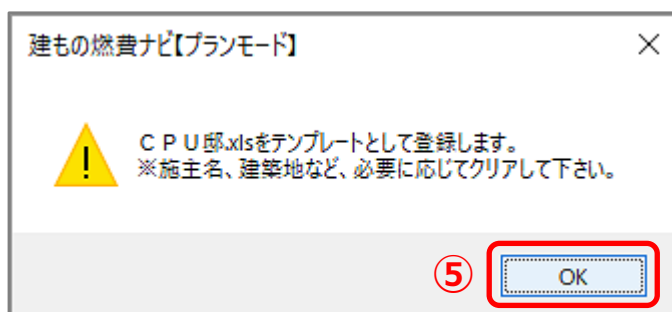 建もの燃費ナビ【プランモード】
ＣＰＵ邸.xlsをテンプレートとして登録します。
※施主名、建築地など、必要に応じてクリアして下さい。
⑤
OK